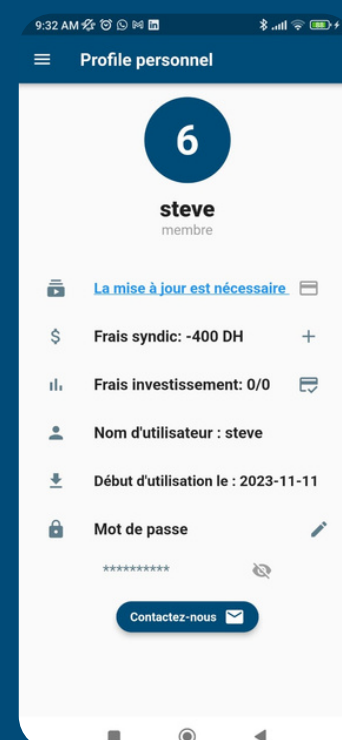 9:32 AM
Profile personnel
6
steve
membre
La mise à jour est nécessaire
Frais syndic: -400 DH
Frais investissement: 0/0
Nom d'utilisateur : steve
Début d'utilisation le : 2023-11-11
Mot de passe
**********
Contactez-nous